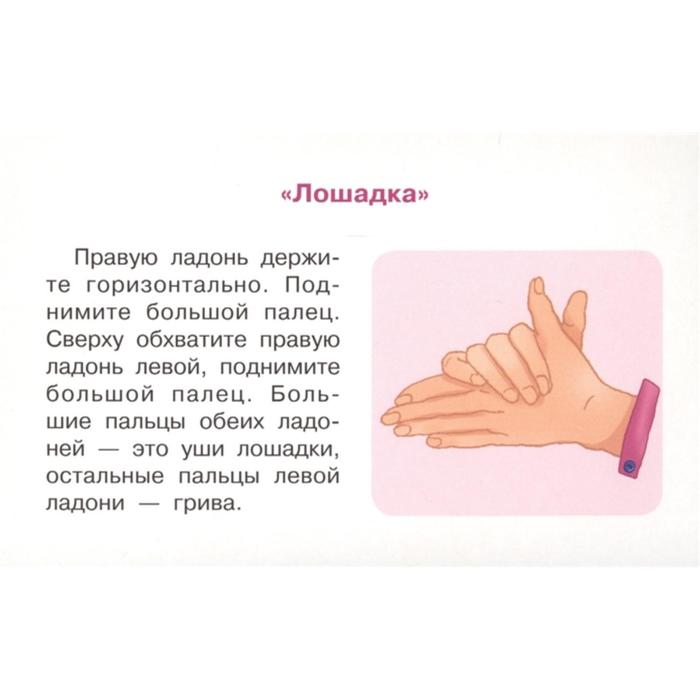 «Лошадка»
Правую ладонь держи-
те горизонтально. Под-
нимите большой палец.
Сверху обхватите правую
ладонь левой, поднимите
большой палец. Боль-
шие пальцы обеих ладо-
ней — это уши лошадки,
остальные пальцы левой
ладони — грива.